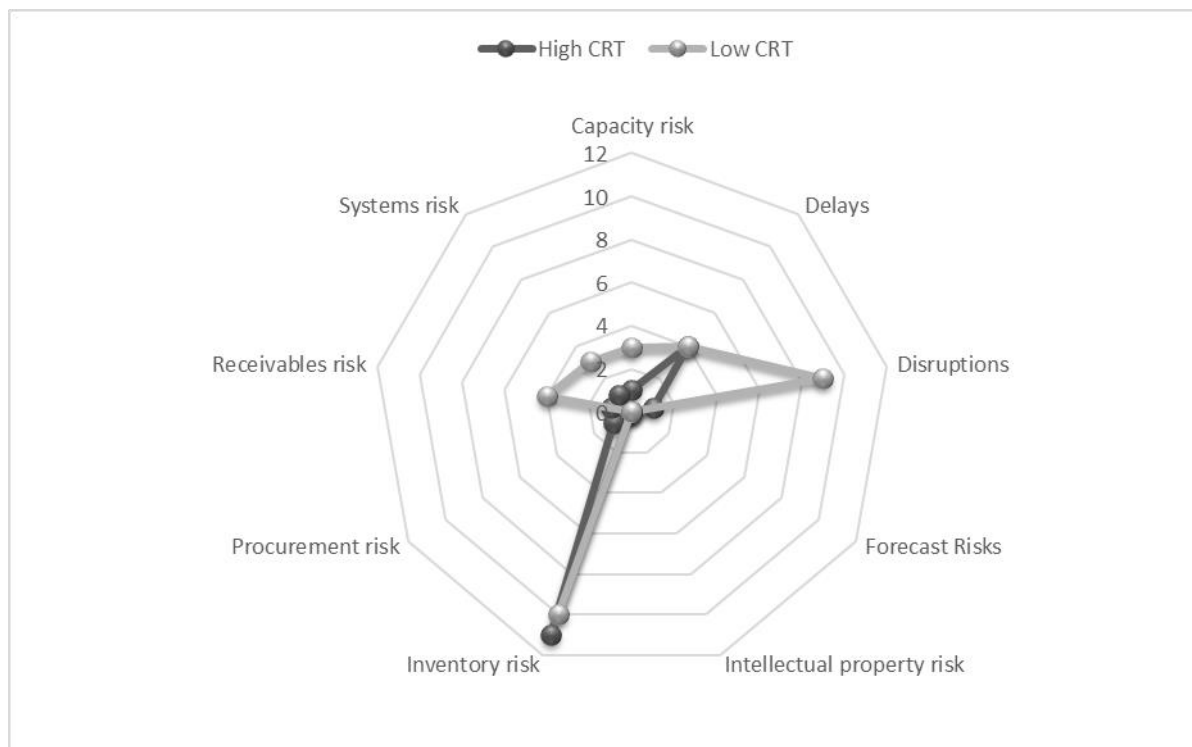 High CRT Low CRT
Capacity risk
12
Systems risk
Delays
10
8
6
4
Receivables risk
Disruptions
2
0
Procurement risk
Forecast Risks
Inventory risk
Intellectual property risk